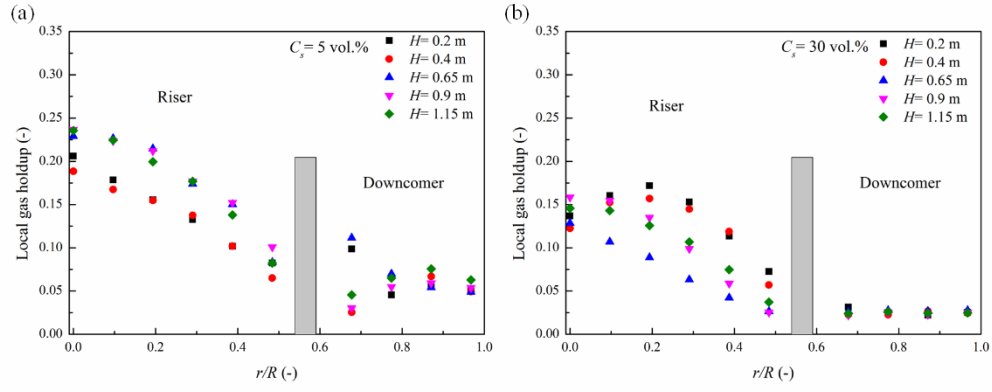 (a)
0.35
0.30
0.25
0.20
0.15
0.10
0.05
0.00
Local gas holdup (-)
C_s= 5 vol.%
H= 0.2 m
H= 0.4 m
H= 0.65 m
H= 0.9 m
H= 1.15 m
Riser
Downcomer
0.0 0.2 0.4 0.6 0.8 1.0
r/R (-)
(b)
0.35
0.30
0.25
0.20
0.15
0.10
0.05
0.00
Local gas holdup (-)
C_s= 30 vol.%
H= 0.2 m
H= 0.4 m
H= 0.65 m
H= 0.9 m
H= 1.15 m
Riser
Downcomer
0.0 0.2 0.4 0.6 0.8 1.0
r/R (-)